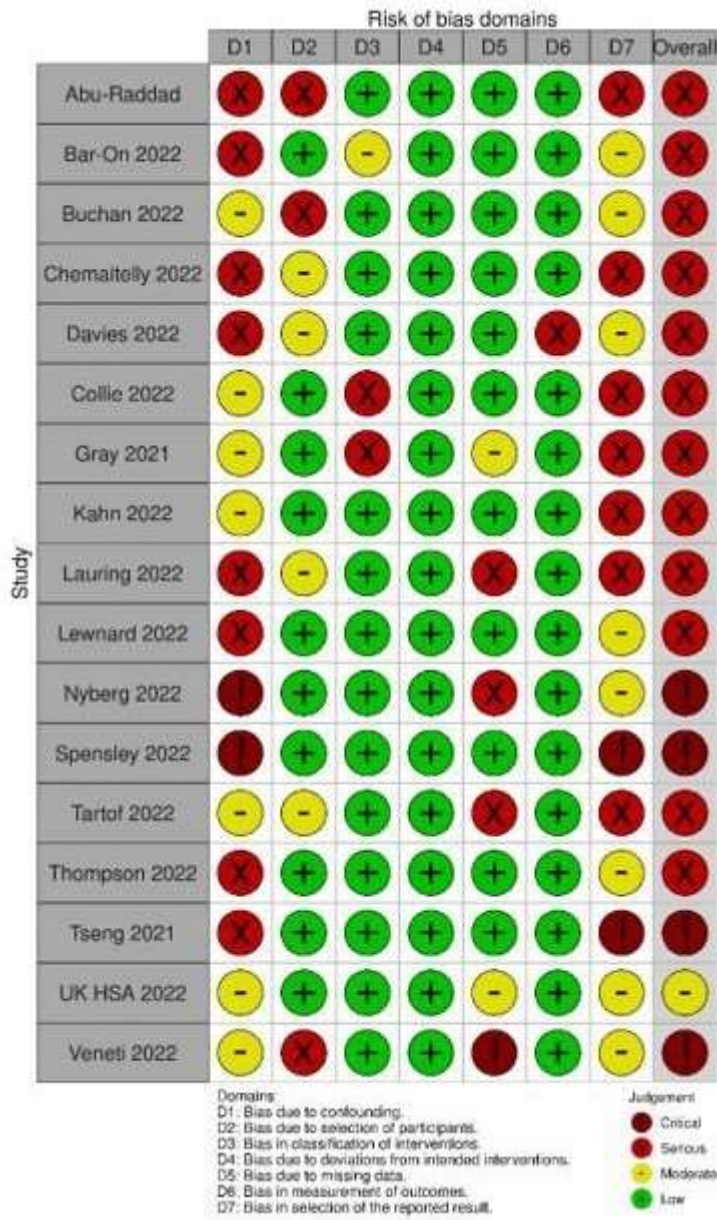 Risk of bias domains
D1 D2 D3 D4 D5 D6 D7 Overall
Study
Abu-Raddad X X + + + + X X
Bar-On 2022 X + - + + + - X
Buchan 2022 - X + + + + - X
Chemaitelly 2022 X - + + + + X X
Davies 2022 X - + + + X - X
Collie 2022 - + X + + + X X
Gray 2021 - + X + - + X X
Kahn 2022 - + + + + + X X
Lauring 2022 X - + + X + X X
Lewnard 2022 X + + + + + - X
Nyberg 2022 ! + + + X + - !
Spensley 2022 ! + + + + + ! !
Tartof 2022 - - + + X + X X
Thompson 2022 X + + + + + - X
Tseng 2021 X + + + + + ! !
UK HSA 2022 - + + + - + - -
Veneti 2022 - X + + ! + - !
Domains:
D1: Bias due to confounding.
D2: Bias due to selection of participants.
D3: Bias in classification of interventions.
D4: Bias due to deviations from intended interventions.
D5: Bias due to missing data.
D6: Bias in measurement of outcomes.
D7: Bias in selection of the reported result.
Judgement
! Critical
X Serious
- Moderate
+ Low